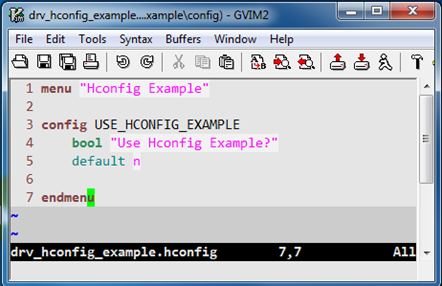 drv_hconfig_example....xample\config) - GVIM2
File Edit Tools Syntax Buffers Window Help
1 menu "Hconfig Example"
2
3 config USE_HCONFIG_EXAMPLE
4     bool "Use Hconfig Example?"
5     default n
6
7 endmenu
~
~
drv_hconfig_example.hconfig 7,7 All